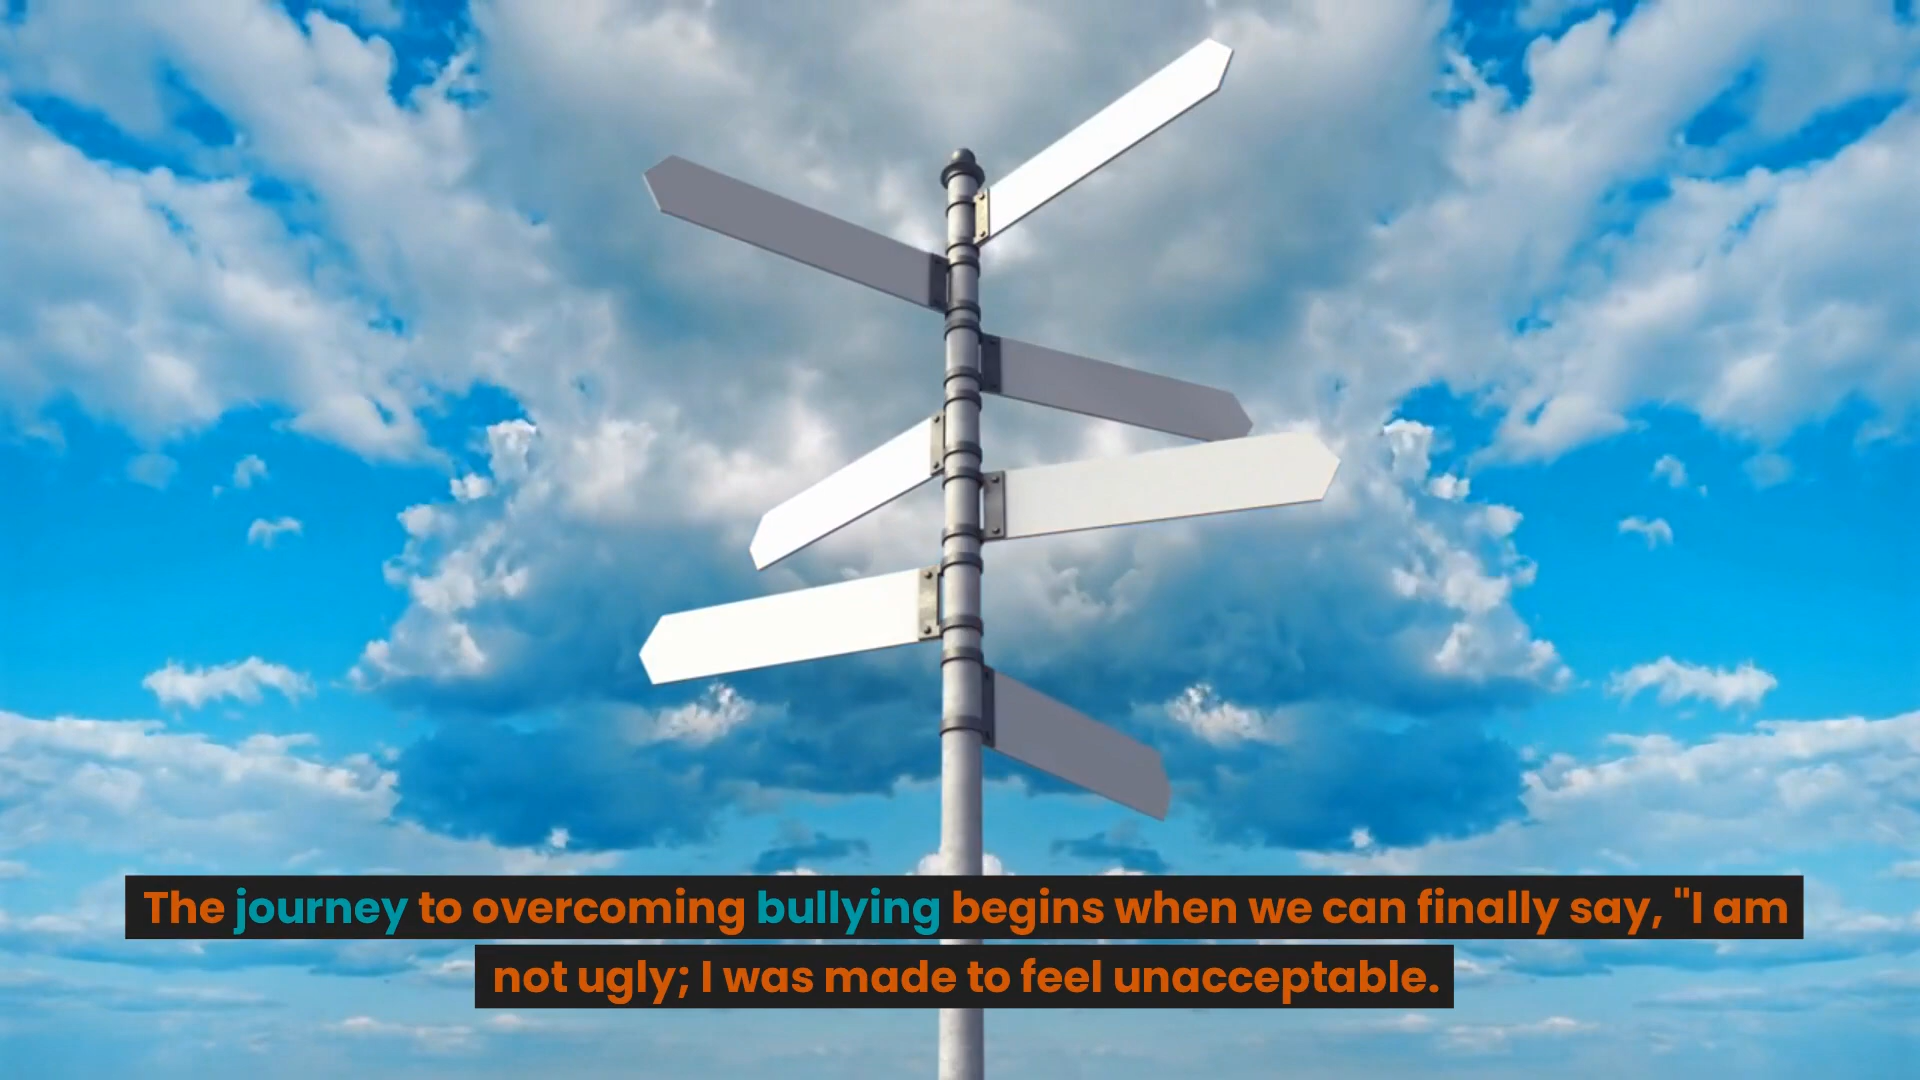 The journey to overcoming bullying begins when we can finally say, "I am
not ugly; I was made to feel unacceptable.